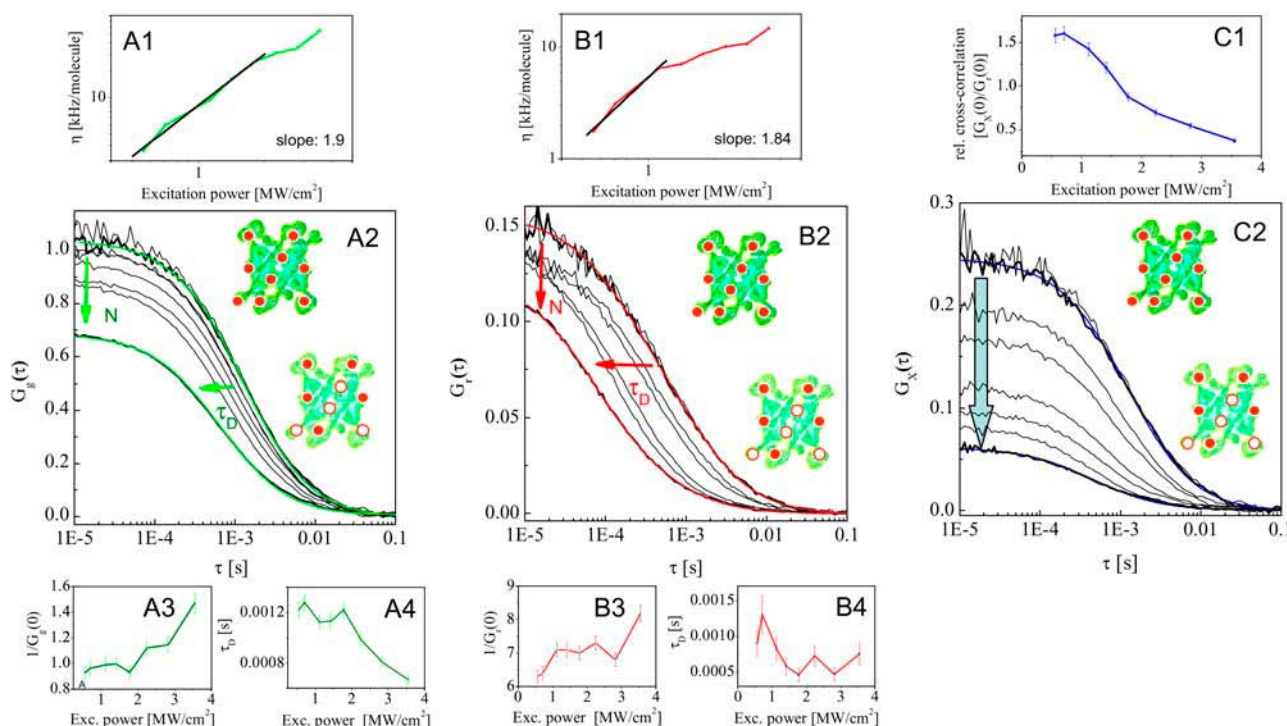 A1
η [kHz/molecule]
10
slope: 1.9
1
Excitation power [MW/cm²]
B1
η [kHz/molecule]
10
1
slope: 1.84
1
Excitation power [MW/cm²]
C1
rel. cross-correlation
[G_X(0)/G_r(0)]
1.5
1.0
0.5
0 1 2 3 4
Excitation power [MW/cm²]
A2
G_g(τ)
1.0
0.8
0.6
0.4
0.2
0.0
N
τ_D
1E-5 1E-4 1E-3 0.01 0.1
τ [s]
B2
G_r(τ)
0.15
0.10
0.05
0.00
N
τ_D
1E-5 1E-4 1E-3 0.01 0.1
τ [s]
C2
G_X(τ)
0.3
0.2
0.1
0.0
1E-5 1E-4 1E-3 0.01 0.1
τ [s]
A3
1/G_g(0)
1.6
1.4
1.2
1.0
0.8
A
0 1 2 3 4
Exc. power [MW/cm²]
A4
τ_D [s]
0.0012
0.0008
0 1 2 3 4
Exc. power [MW/cm²]
B3
1/G_r(0)
9
8
7
6
0 1 2 3 4
Exc. power [MW/cm²]
B4
τ_D [s]
0.0015
0.0010
0.0005
0 1 2 3 4
Exc. power [MW/cm²]